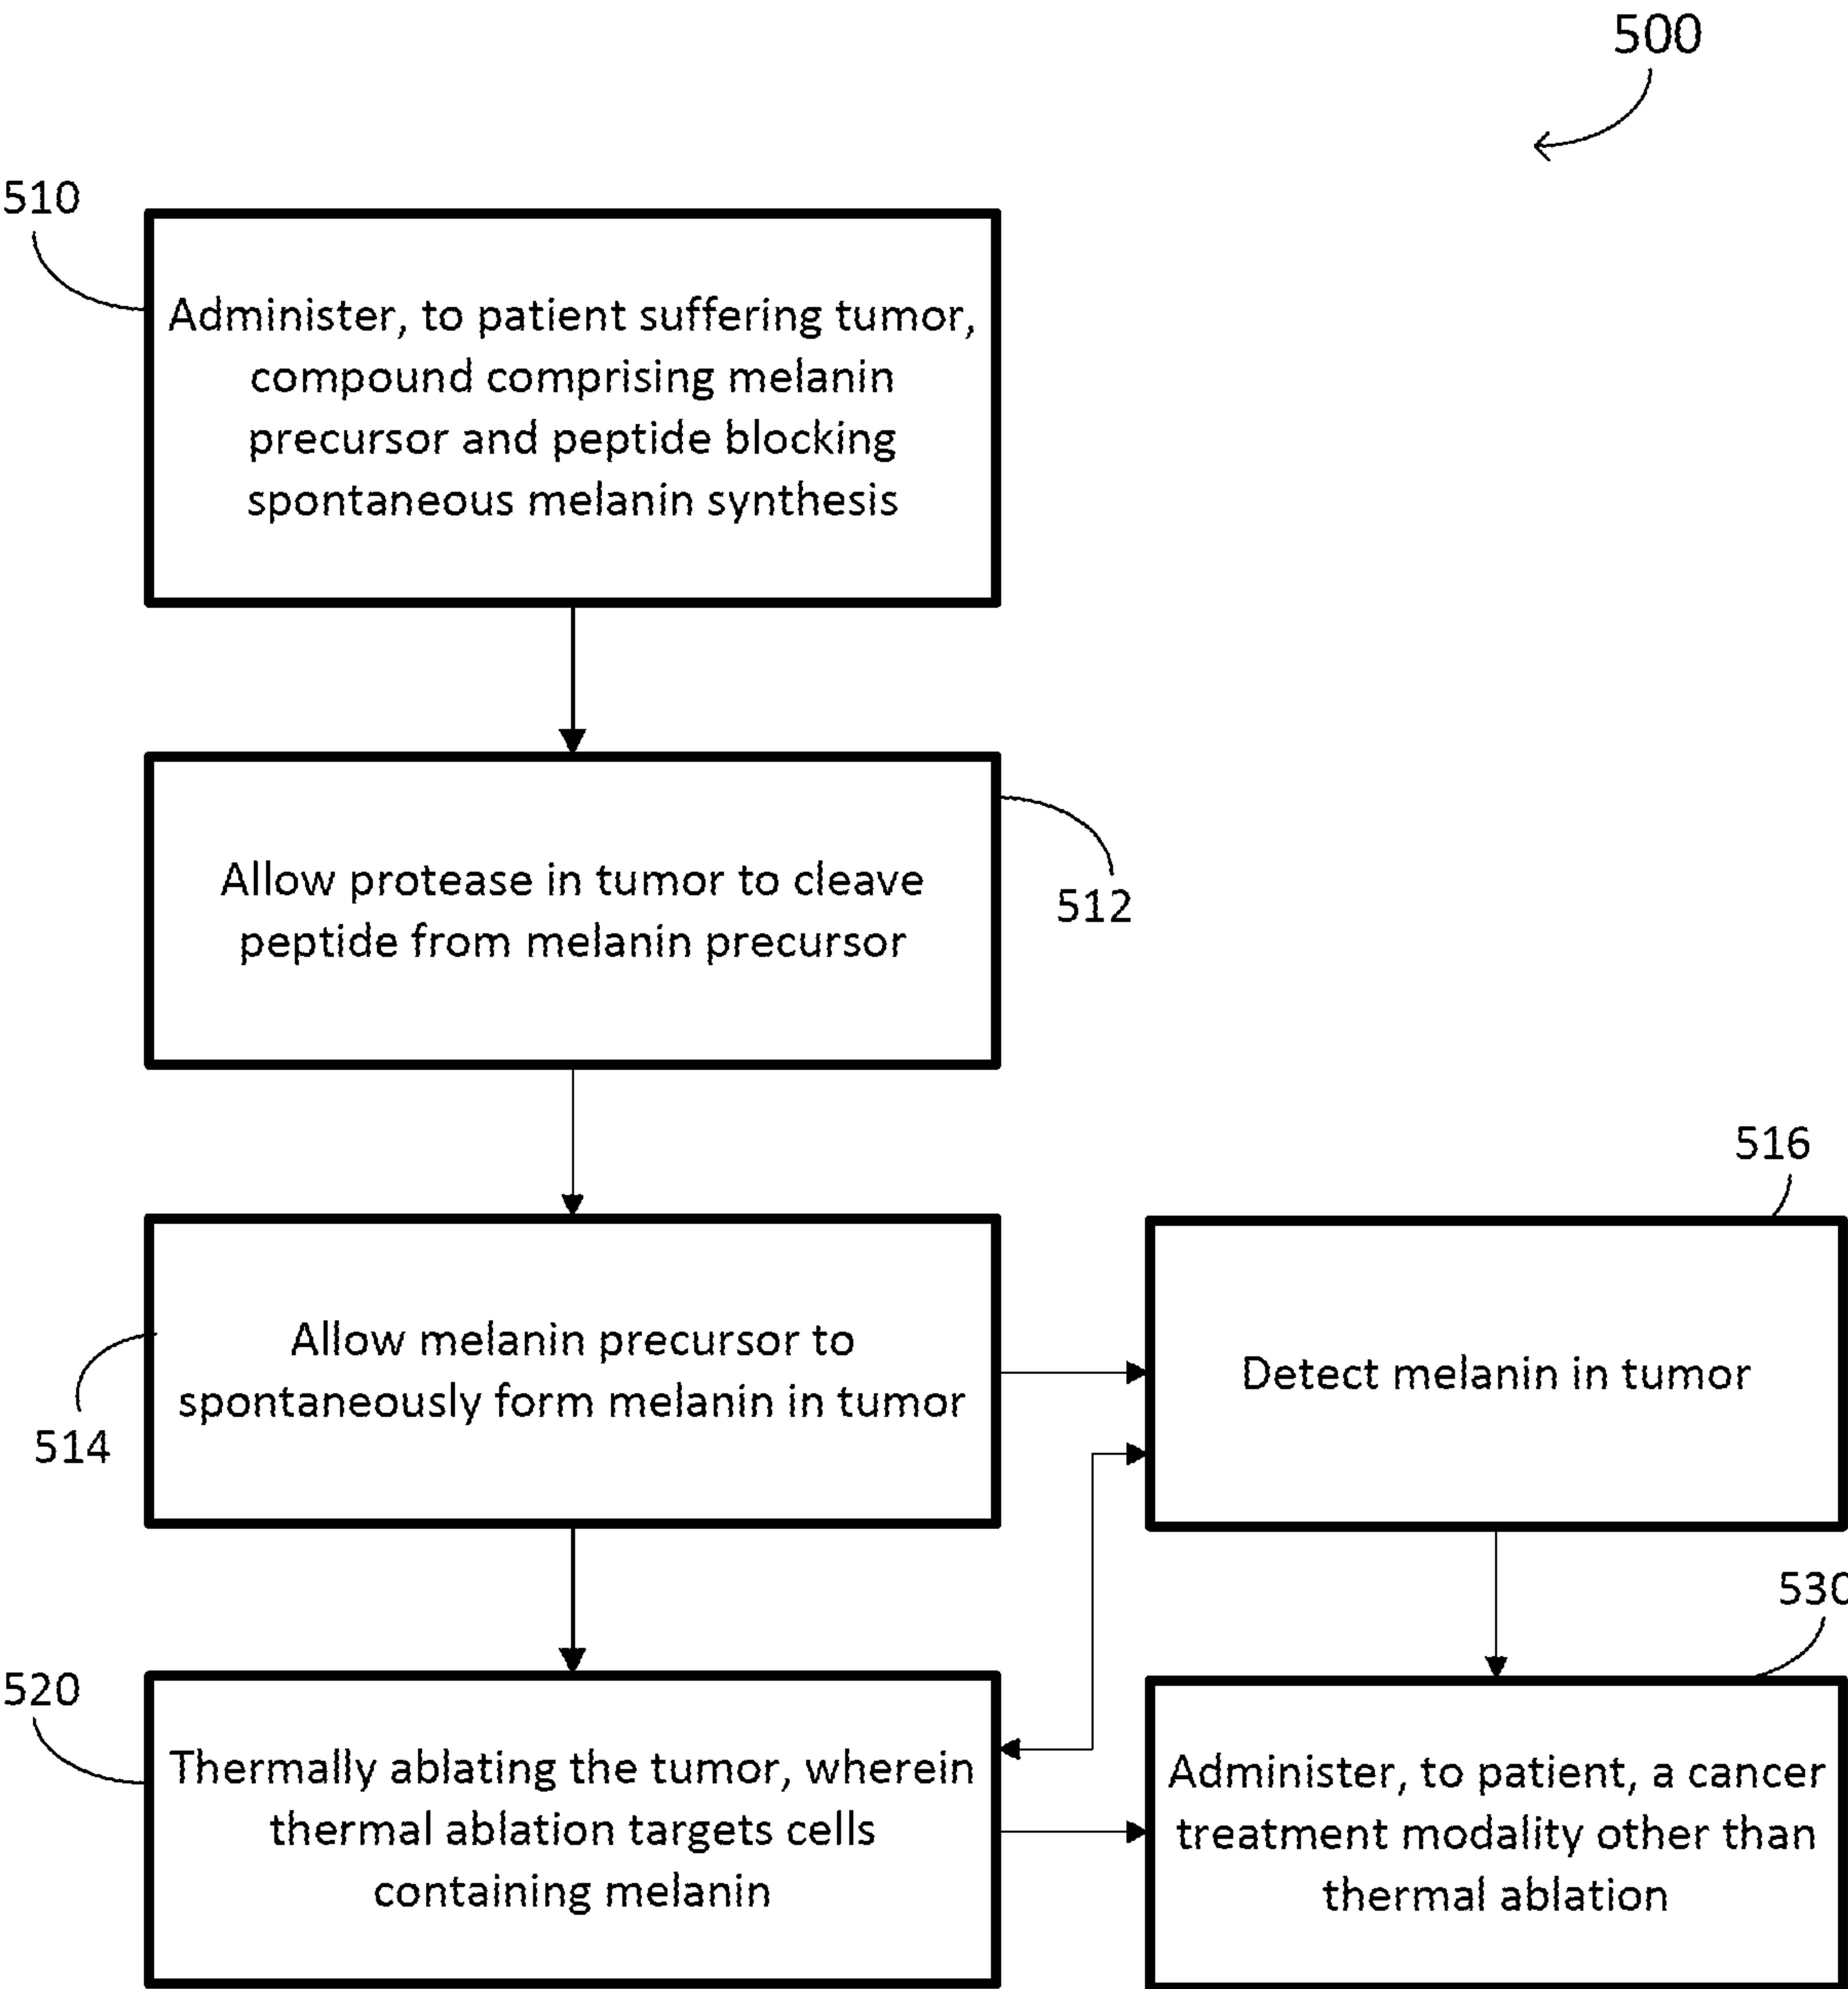 500
510
Administer, to patient suffering tumor,
compound comprising melanin
precursor and peptide blocking
spontaneous melanin synthesis
Allow protease in tumor to cleave
peptide from melanin precursor
512
516
Allow melanin precursor to
spontaneously form melanin in tumor
514
Detect melanin in tumor
530
520
Thermally ablating the tumor, wherein
thermal ablation targets cells
containing melanin
Administer, to patient, a cancer
treatment modality other than
thermal ablation